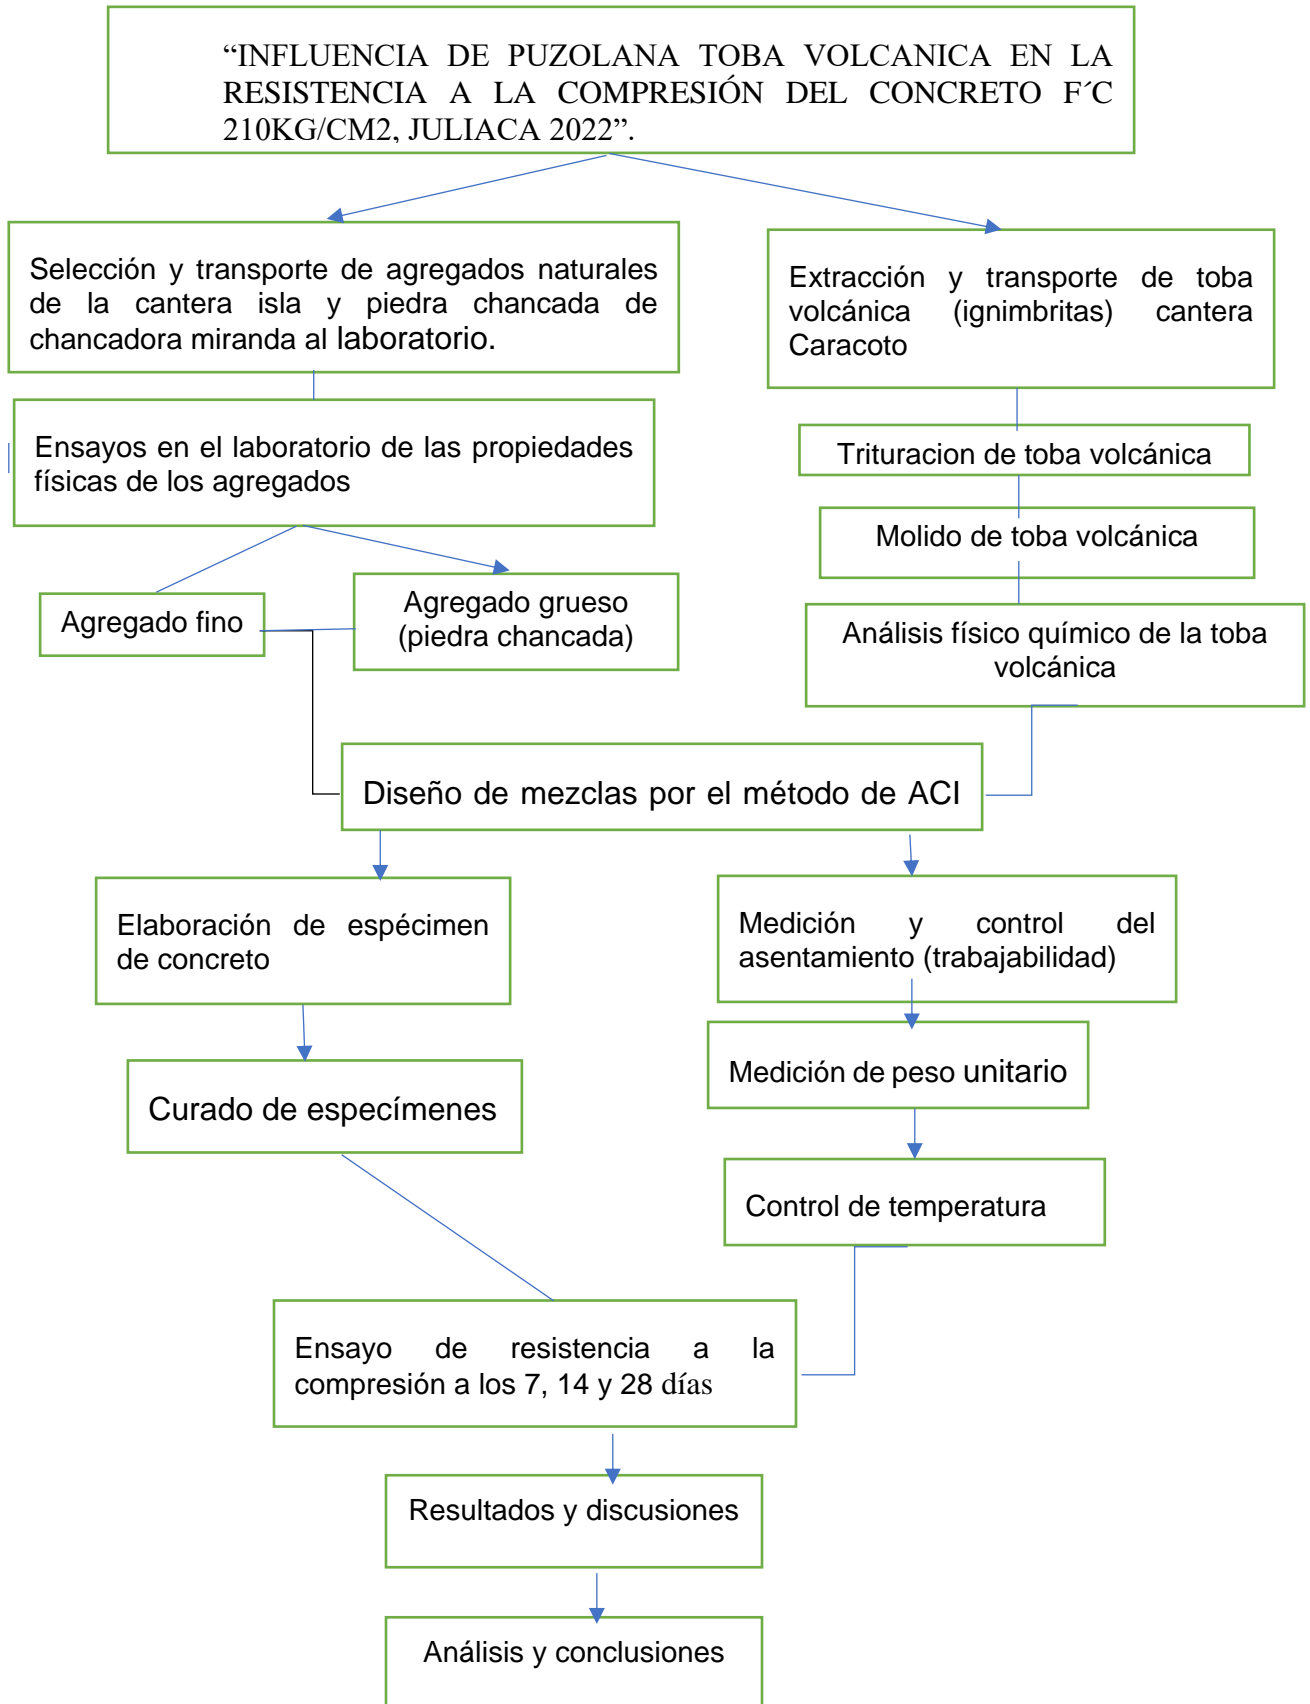 “INFLUENCIA DE PUZOLANA TOBA VOLCANICA EN LA
RESISTENCIA A LA COMPRESIÓN DEL CONCRETO F´C
210KG/CM2, JULIACA 2022”.
Selección y transporte de agregados naturales
de la cantera isla y piedra chancada de
chancadora miranda al laboratorio.
Extracción y transporte de toba
volcánica (ignimbritas) cantera
Caracoto
Ensayos en el laboratorio de las propiedades
físicas de los agregados
Trituracion de toba volcánica
Molido de toba volcánica
Agregado fino
Agregado grueso
(piedra chancada)
Análisis físico químico de la toba
volcánica
Diseño de mezclas por el método de ACI
Elaboración de espécimen
de concreto
Medición y control del
asentamiento (trabajabilidad)
Curado de especímenes
Medición de peso unitario
Control de temperatura
Ensayo de resistencia a la
compresión a los 7, 14 y 28 días
Resultados y discusiones
Análisis y conclusiones